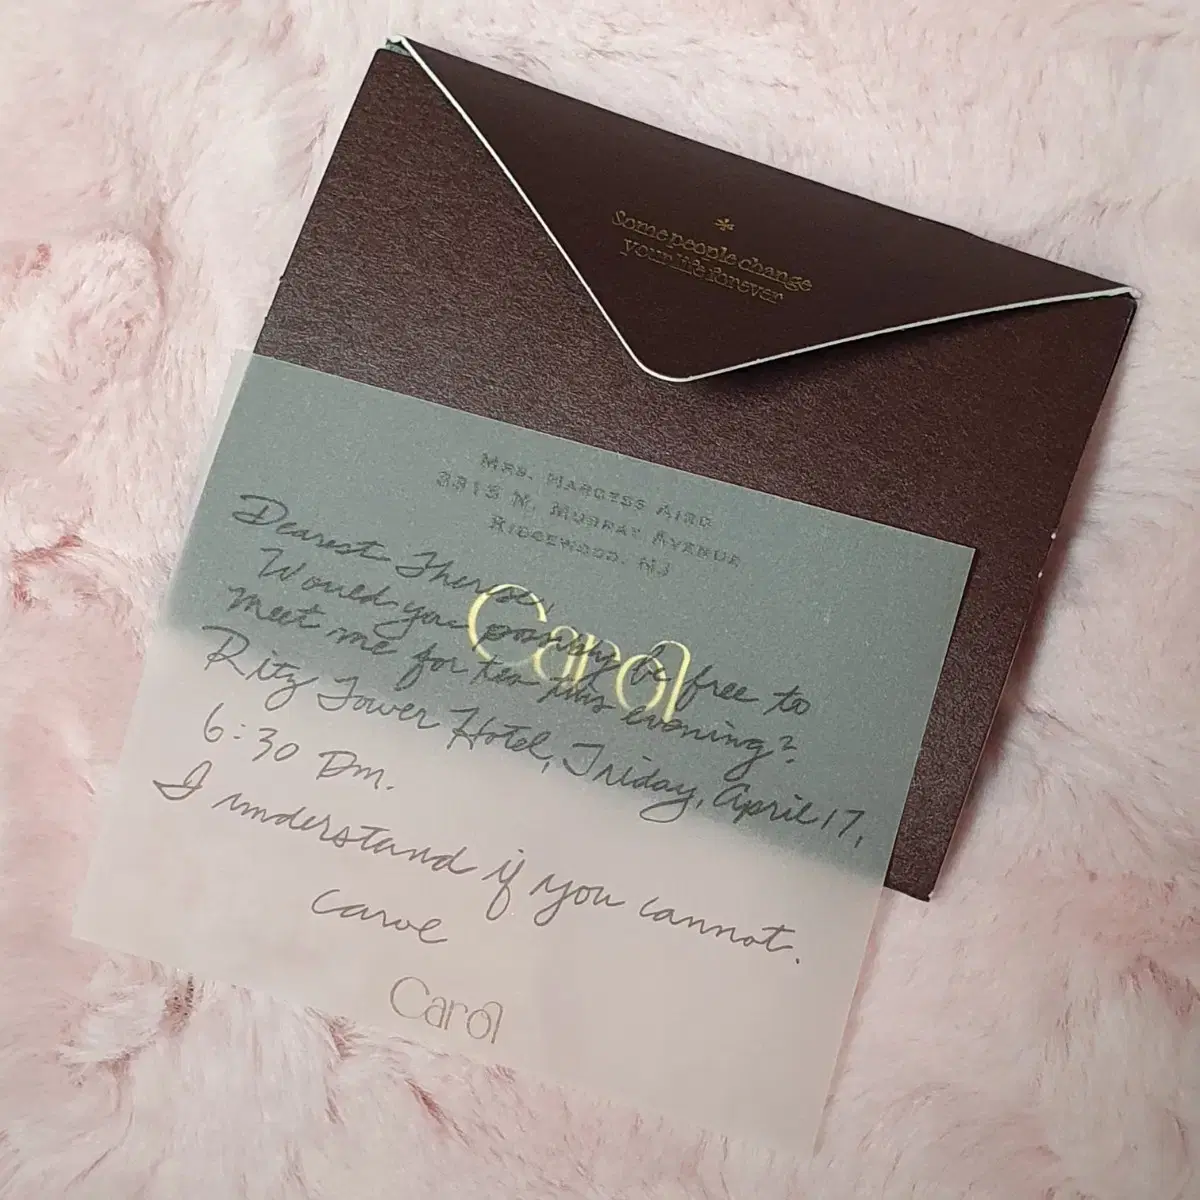 Some people change
your life forever
Mrs. Hargess Aird
3315 N. Murray Avenue
Ridgewood, NJ
Dearest Therese,
Would you possibly be free to
meet me for tea this evening?
Ritz Tower Hotel, Friday, April 17,
6:30 Pm.
I understand if you cannot.
Carol
Carol
Carol